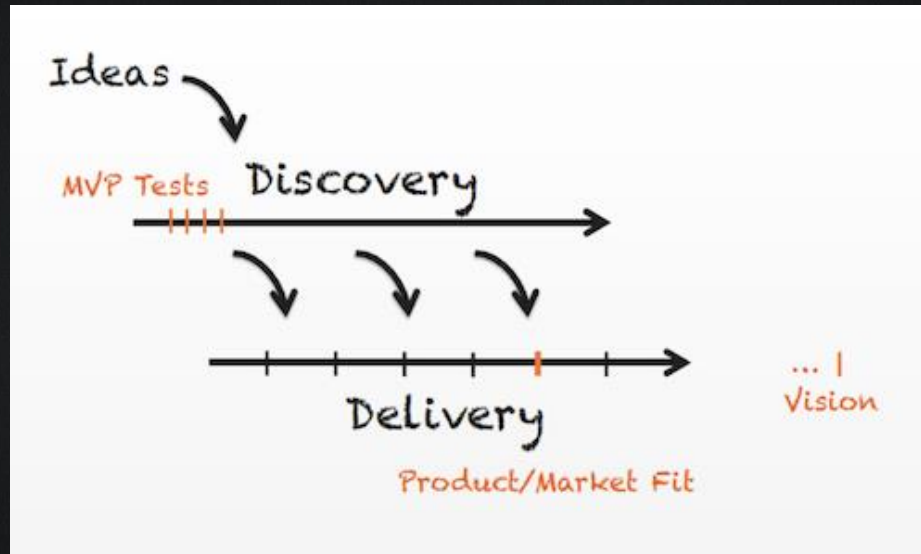 Ideas
MVP Tests
Discovery
Delivery
... |
Vision
Product/Market Fit